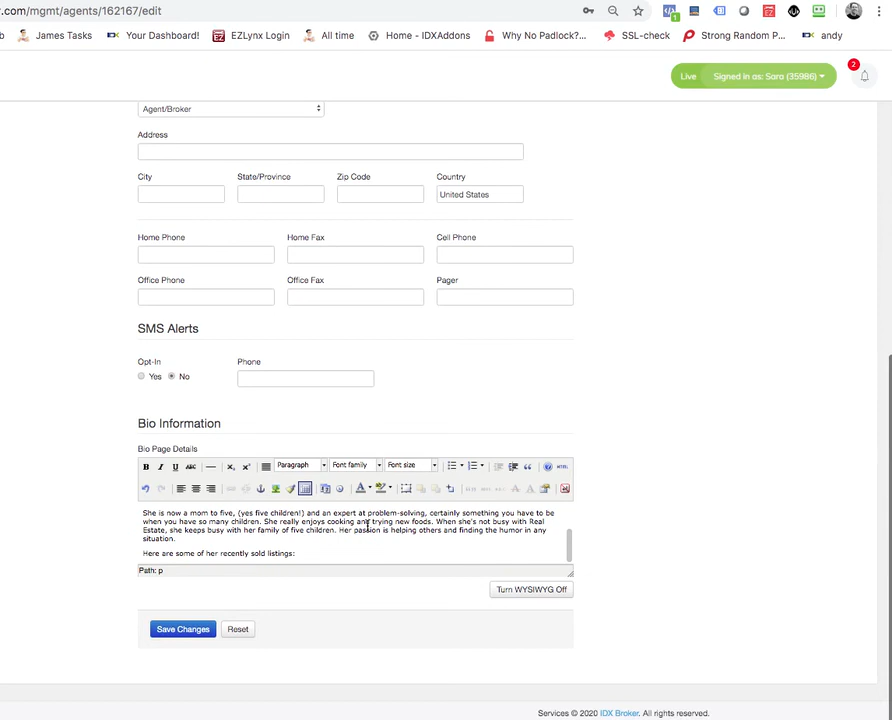 r.com/mgmt/agents/162167/edit
James Tasks
Your Dashboard!
EZ EZLynx Login
All time
Home - IDXAddons
Why No Padlock?...
SSL-check
Strong Random P...
andy
Live Signed in as: Sara (35986)
2
Agent/Broker
Address
City State/Province Zip Code Country
United States
Home Phone Home Fax Cell Phone
Office Phone Office Fax Pager
SMS Alerts
Opt-In Phone
Yes No
Bio Information
Bio Page Details
B I U ABC Paragraph Font family Font size HTML
She is now a mom to five, (yes five children!) and an expert at problem-solving, certainly something you have to be
when you have so many children. She really enjoys cooking and trying new foods. When she's not busy with Real
Estate, she keeps busy with her family of five children. Her passion is helping others and finding the humor in any
situation.
Here are some of her recently sold listings:
Path: p
Turn WYSIWYG Off
Save Changes Reset
Services © 2020 IDX Broker. All rights reserved.